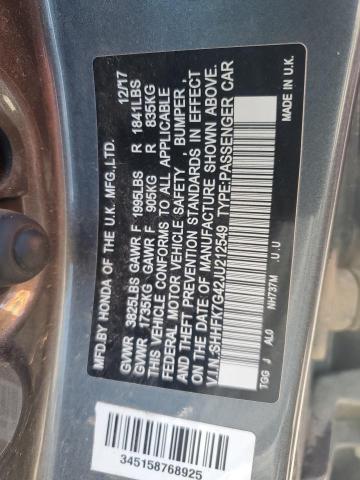 MFD.BY HONDA OF THE U.K. MFG.,LTD. 12/17
GVWR 3825LBS GAWR F 1995LBS R 1841LBS
GVWR 1735KG GAWR F 905KG R 835KG
THIS VEHICLE CONFORMS TO ALL APPLICABLE
FEDERAL MOTOR VEHICLE SAFETY , BUMPER ,
AND THEFT PREVENTION STANDARDS IN EFFECT
ON THE DATE OF MANUFACTURE SHOWN ABOVE.
V.I.N.:SHHFK7G42JU212549 TYPE:PASSENGER CAR
NH737M U.U MADE IN U.K.
TGG J AL0
345158768925